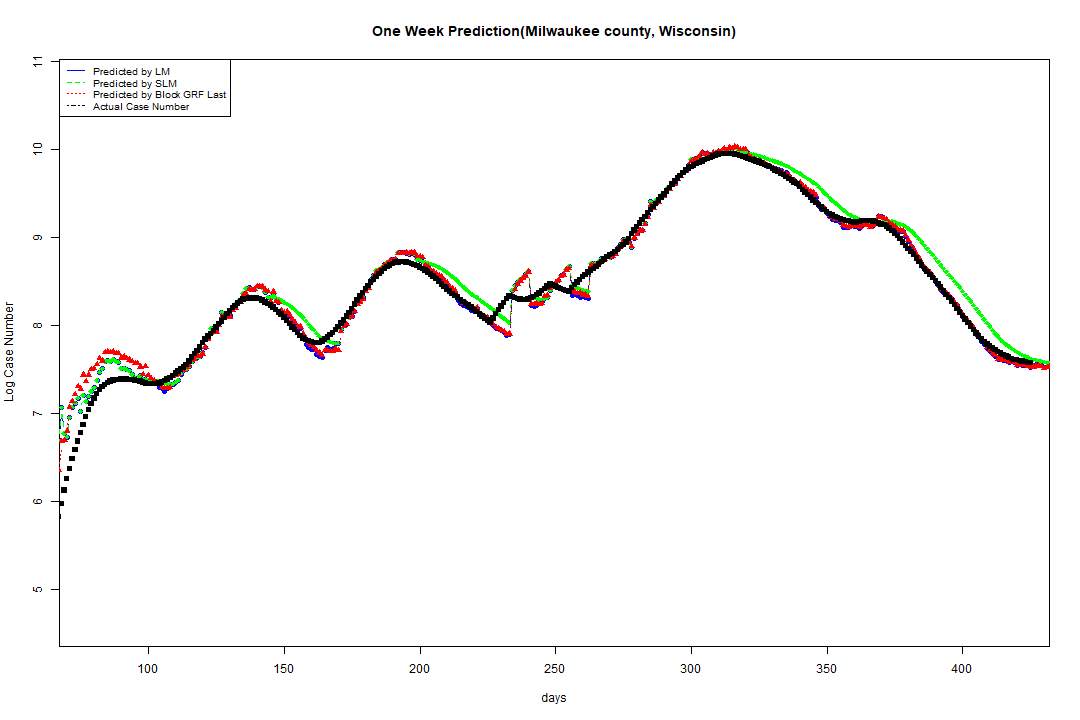 One Week Prediction(Milwaukee county, Wisconsin)
Predicted by LM
Predicted by SLM
Predicted by Block GRF Last
Actual Case Number
11
10
9
8
7
6
5
Log Case Number
100 150 200 250 300 350 400
days